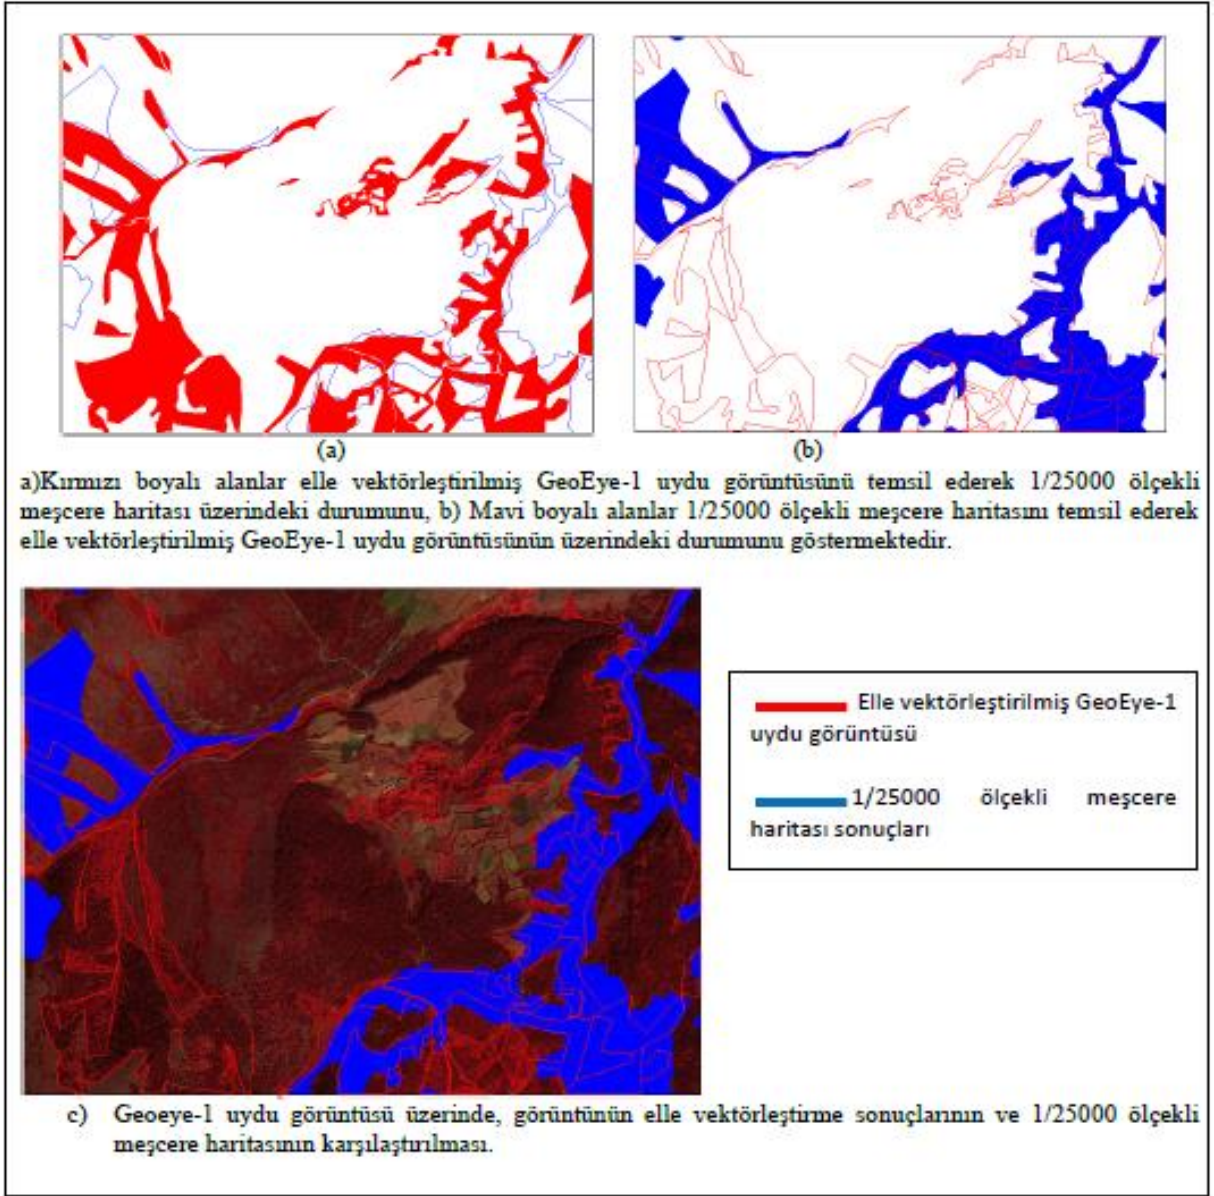 (a)
(b)
a)Kırmızı boyalı alanlar elle vektörleştirilmiş GeoEye-1 uydu görüntüsünü temsil ederek 1/25000 ölçekli
meşcere haritası üzerindeki durumunu, b) Mavi boyalı alanlar 1/25000 ölçekli meşcere haritasını temsil ederek
elle vektörleştirilmiş GeoEye-1 uydu görüntüsünün üzerindeki durumunu göstermektedir.
Elle vektörleştirilmiş GeoEye-1
uydu görüntüsü
1/25000 ölçekli meşcere
haritası sonuçları
c) Geoeye-1 uydu görüntüsü üzerinde, görüntünün elle vektörleştirme sonuçlarının ve 1/25000 ölçekli
meşcere haritasının karşılaştırılması.